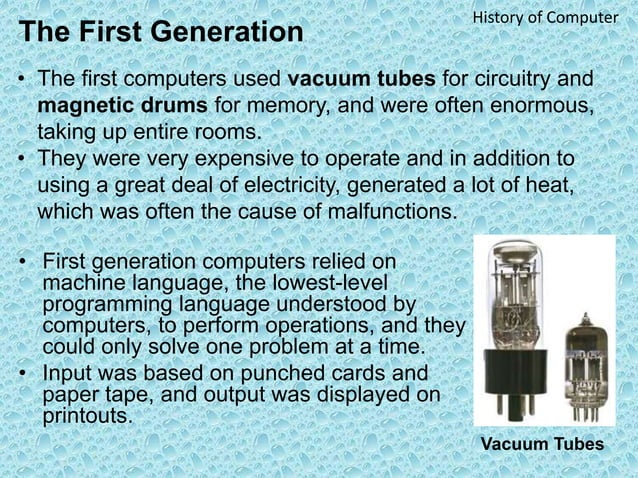 History of Computer
The First Generation
• The first computers used vacuum tubes for circuitry and
magnetic drums for memory, and were often enormous,
taking up entire rooms.
• They were very expensive to operate and in addition to
using a great deal of electricity, generated a lot of heat,
which was often the cause of malfunctions.
• First generation computers relied on
machine language, the lowest-level
programming language understood by
computers, to perform operations, and they
could only solve one problem at a time.
• Input was based on punched cards and
paper tape, and output was displayed on
printouts.
Vacuum Tubes